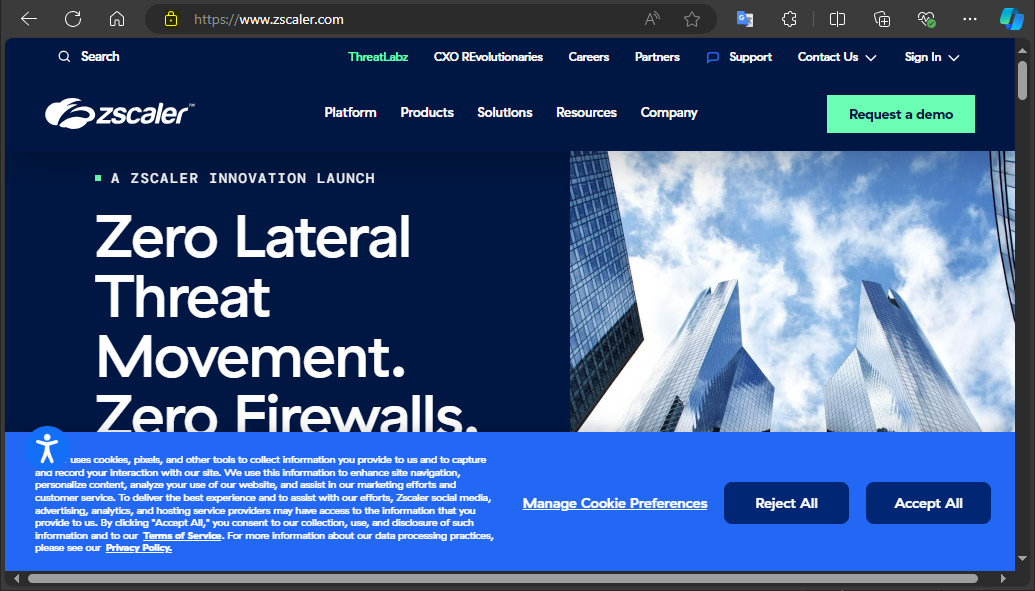 https://www.zscaler.com
Search
ThreatLabz
CXO REvolutionaries
Careers
Partners
Support
Contact Us
Sign In
zscaler™
Platform
Products
Solutions
Resources
Company
Request a demo
A ZSCALER INNOVATION LAUNCH
Zero Lateral
Threat
Movement.
Zero Firewalls.
uses cookies, pixels, and other tools to collect information you provide to us and to capture
and record your interaction with our site. We use this information to enhance site navigation,
personalize content, analyze your use of our website, and assist in our marketing efforts and
customer service. To deliver the best experience and to assist with our efforts, Zscaler social media,
advertising, analytics, and hosting service providers may have access to the information that you
provide to us. By clicking "Accept All," you consent to our collection, use, and disclosure of such
information and to our Terms of Service. For more information about our data processing practices,
please see our Privacy Policy.
Manage Cookie Preferences
Reject All
Accept All